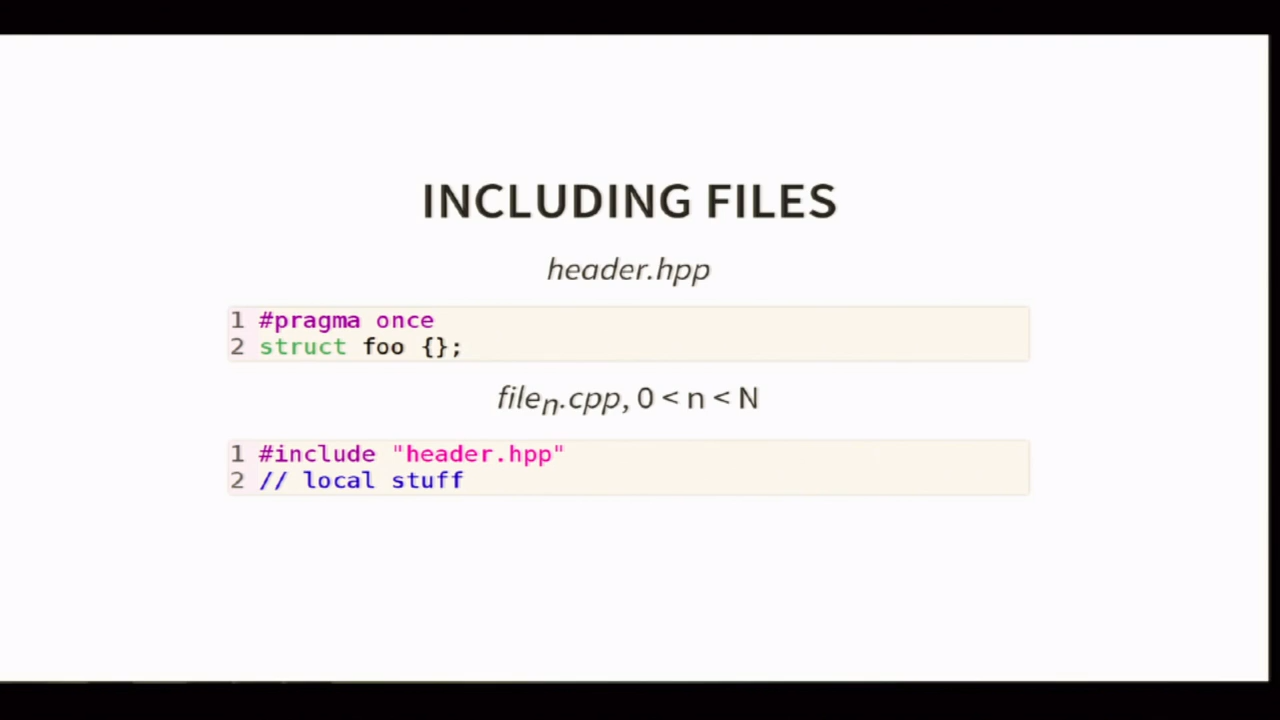 INCLUDING FILES
header.hpp
1 #pragma once
2 struct foo {};
fileₙ.cpp, 0 < n < N
1 #include "header.hpp"
2 // local stuff